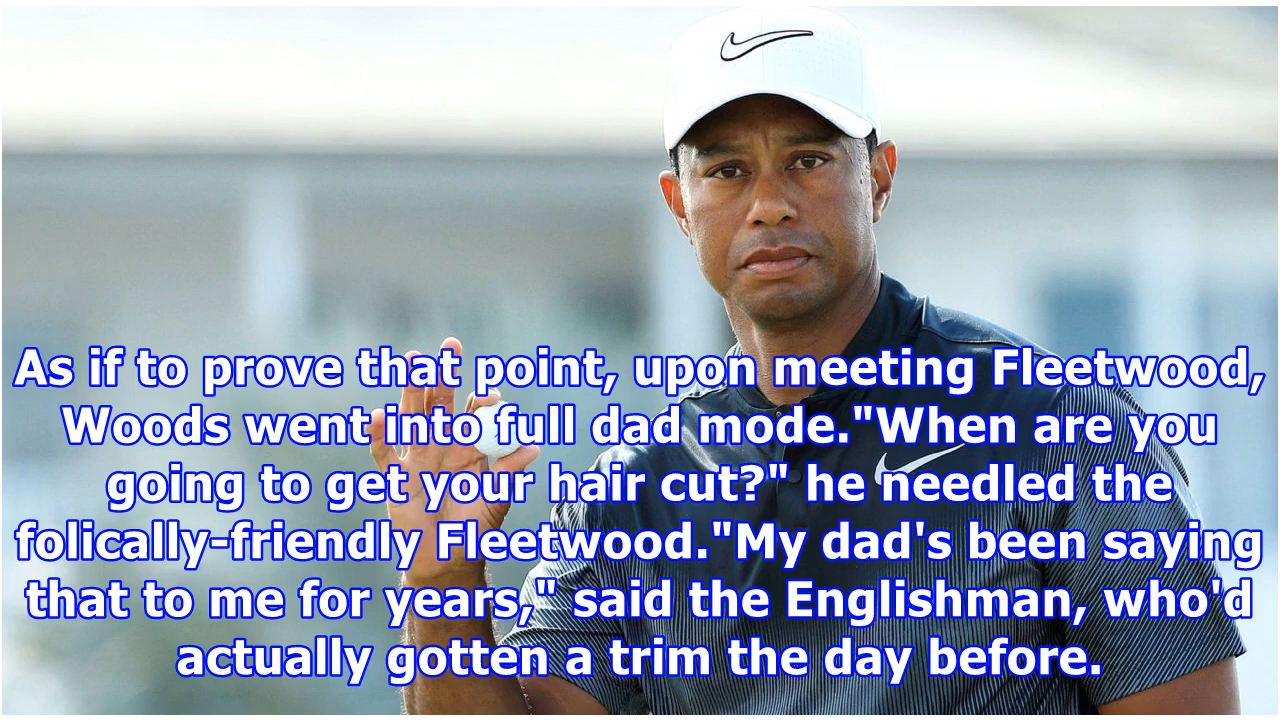 As if to prove that point, upon meeting Fleetwood,
Woods went into full dad mode."When are you
going to get your hair cut?" he needled the
folically-friendly Fleetwood."My dad's been saying
that to me for years," said the Englishman, who'd
actually gotten a trim the day before.